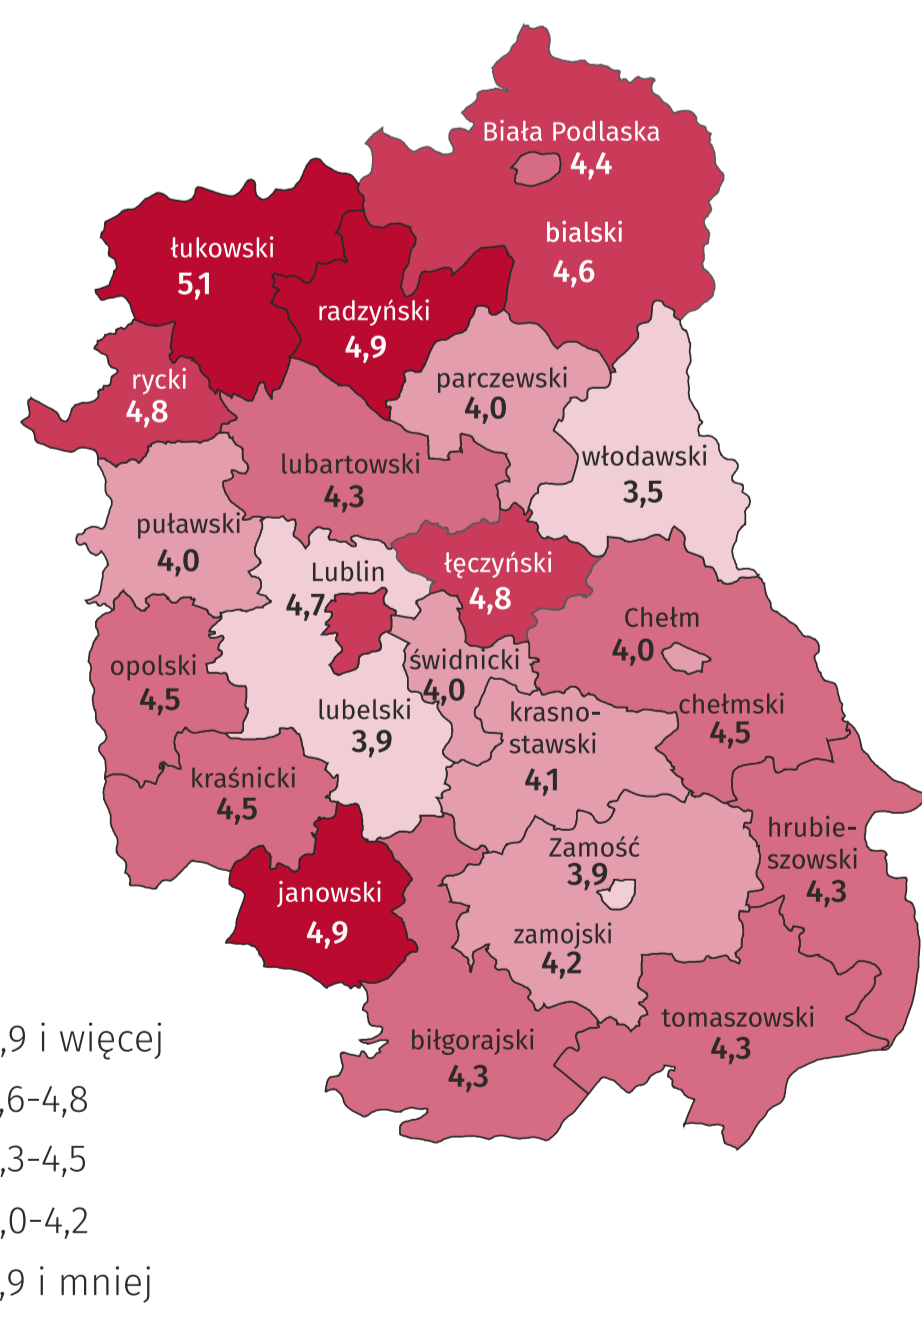 Biała Podlaska
4,4
bialski
4,6
łukowski
5,1
radzyński
4,9
rycki
4,8
parczewski
4,0
włodawski
3,5
lubartowski
4,3
puławski
4,0
łęczyński
4,8
Lublin
4,7
Chełm
4,0
świdnicki
4,0
opolski
4,5
lubelski
3,9
krasno-
stawski
4,1
chełmski
4,5
kraśnicki
4,5
hrubie-
szowski
4,3
Zamość
3,9
janowski
4,9
zamojski
4,2
tomaszowski
4,3
biłgorajski
4,3
,9 i więcej
,6-4,8
,3-4,5
,0-4,2
,9 i mniej